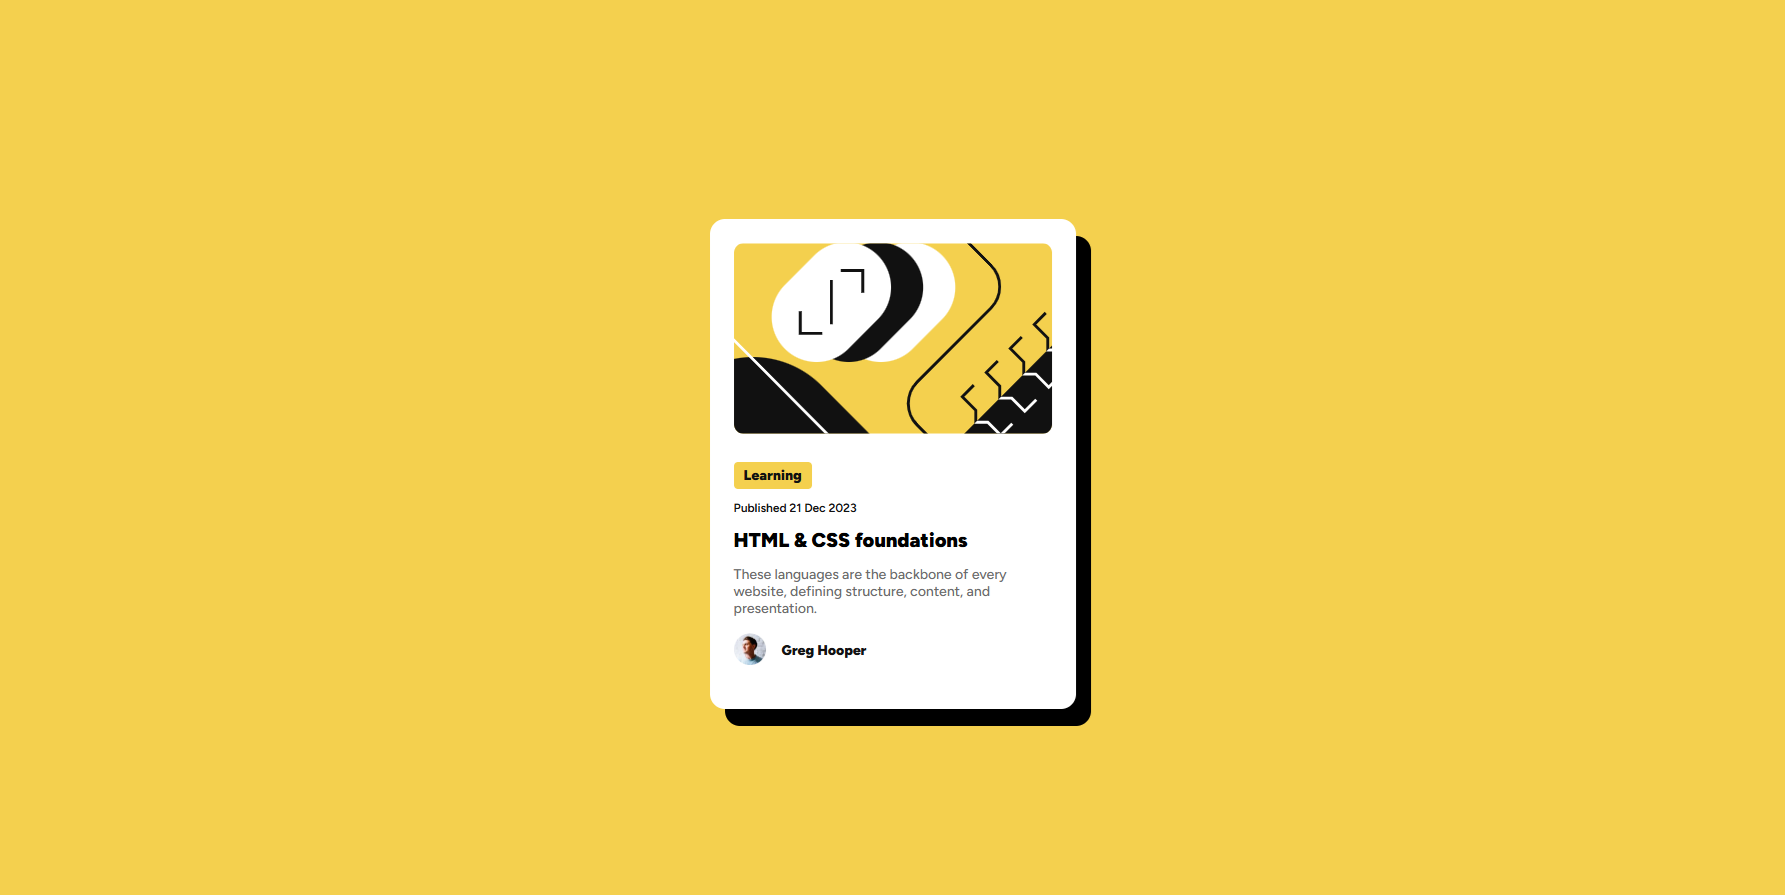 Learning
Published 21 Dec 2023
HTML & CSS foundations
These languages are the backbone of every
website, defining structure, content, and
presentation.
Greg Hooper